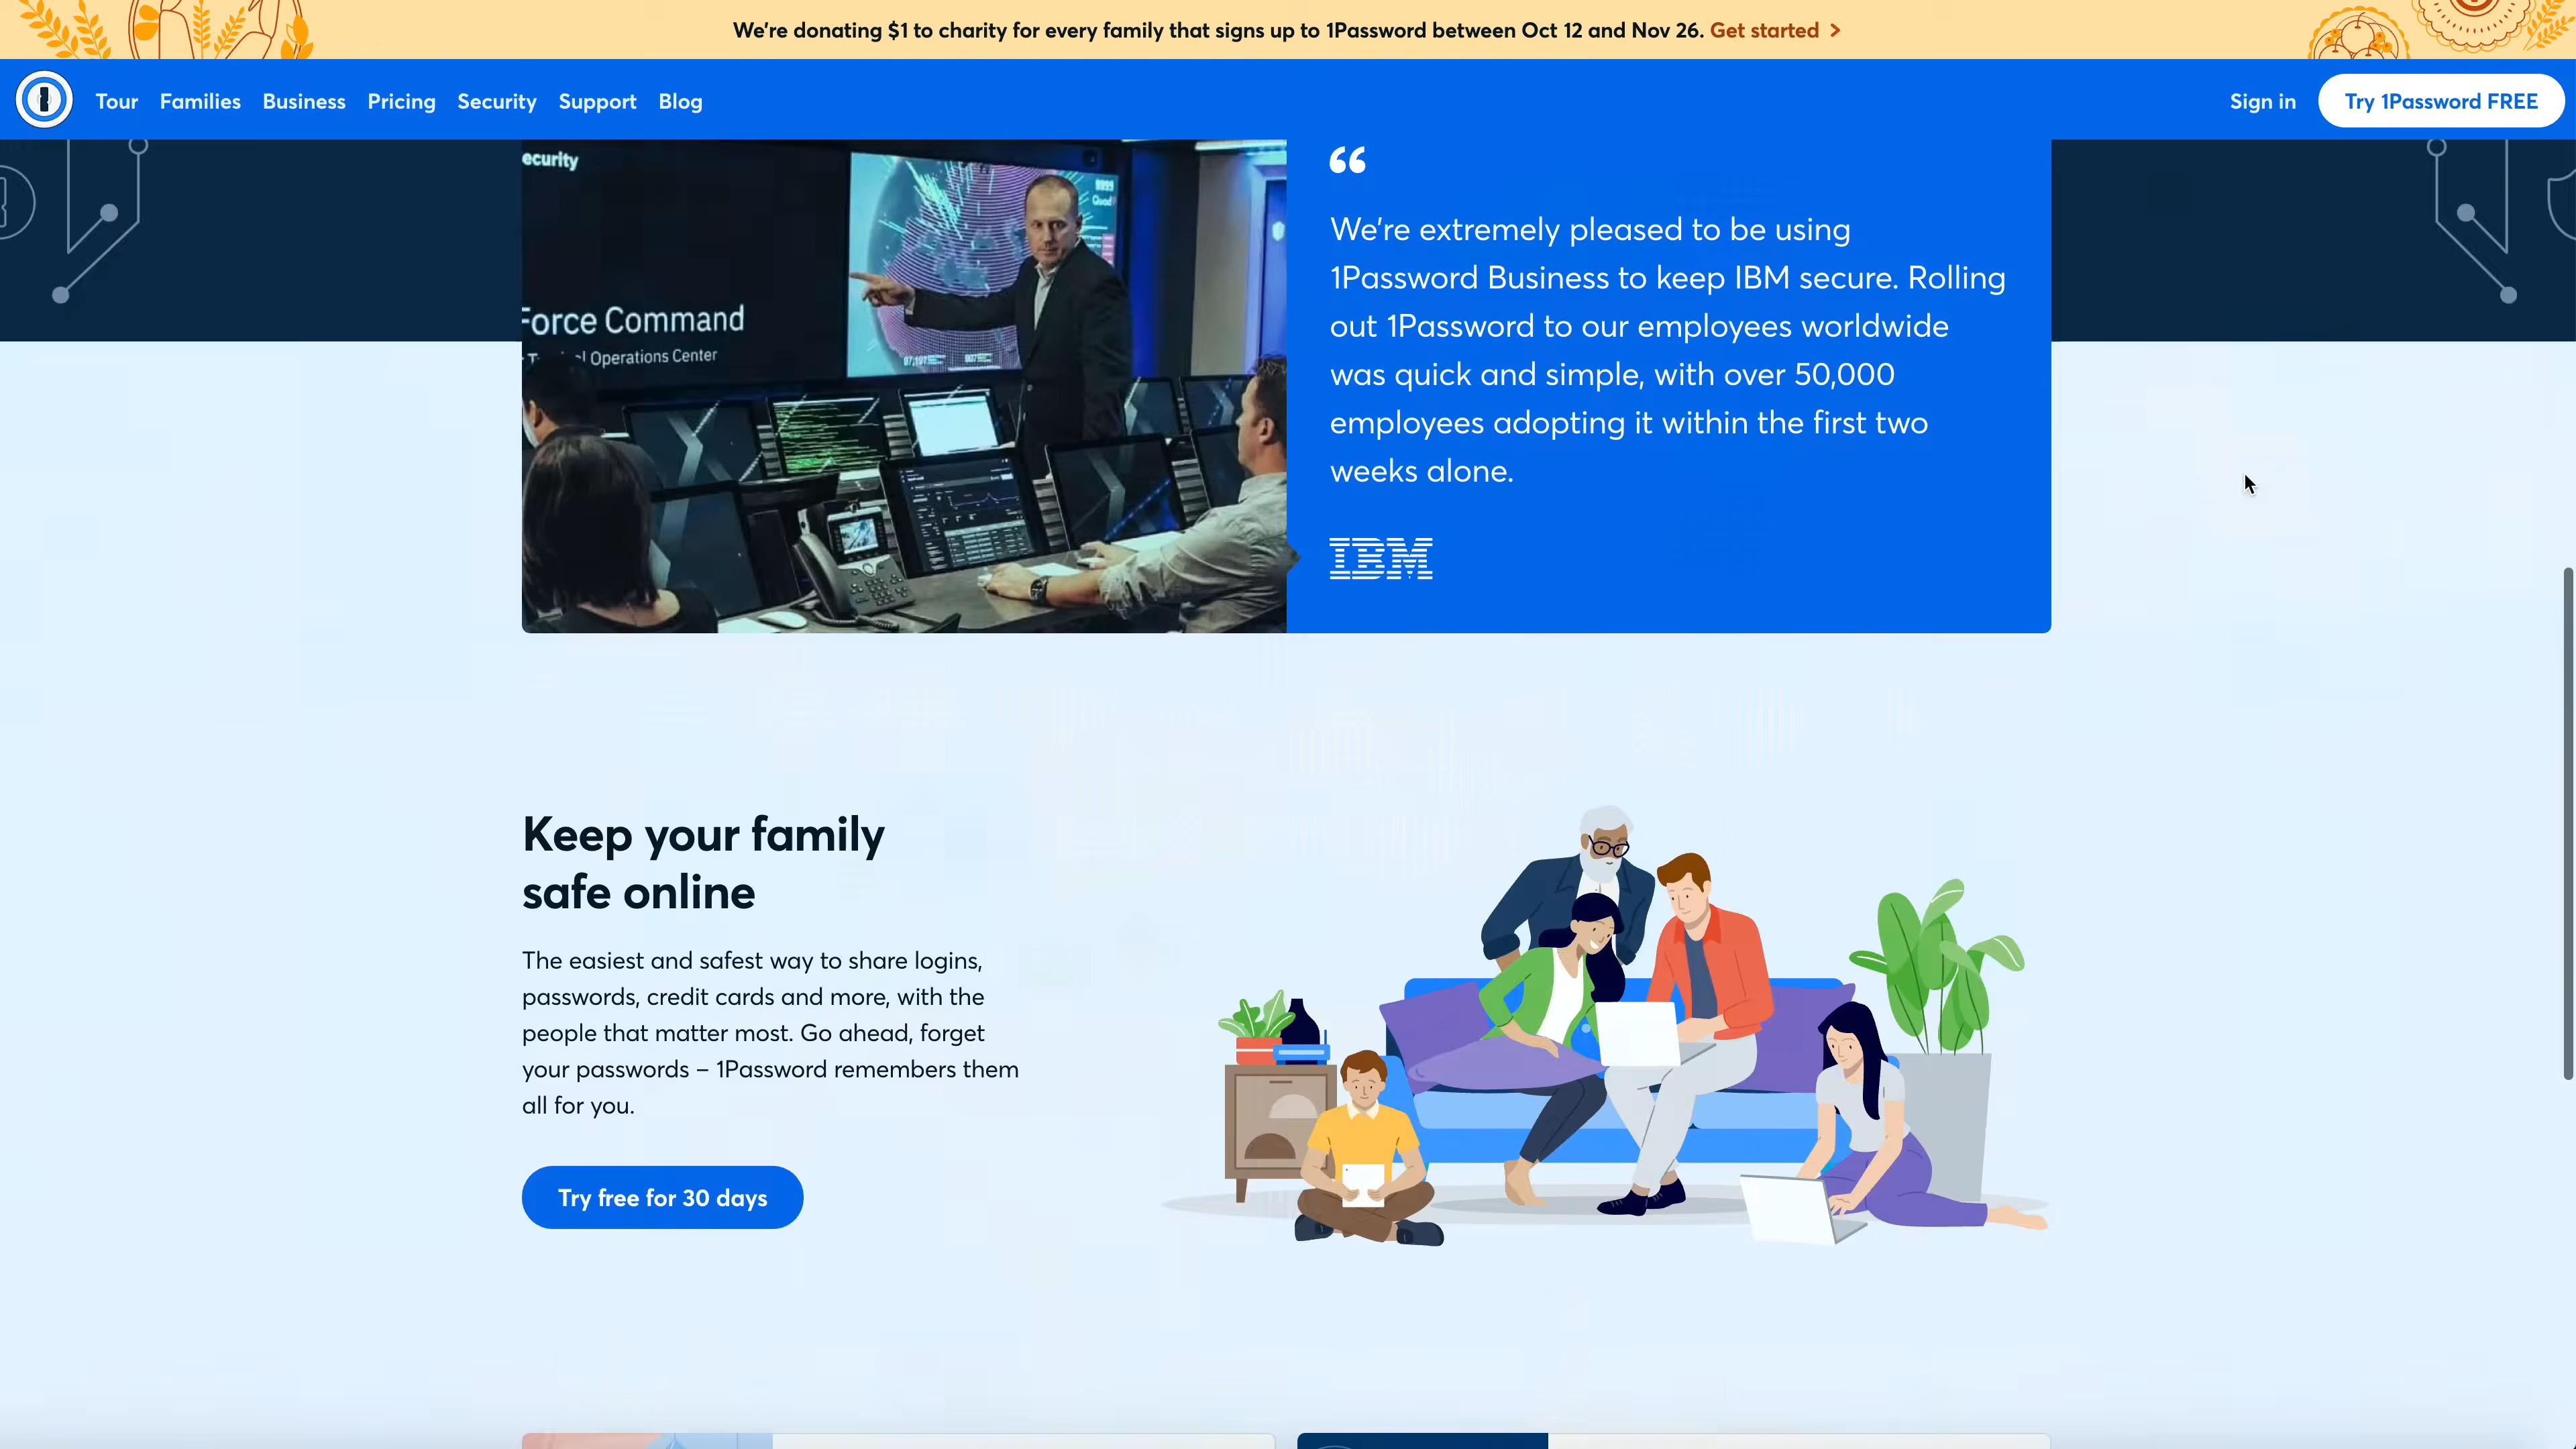 We're donating $1 to charity for every family that signs up to 1Password between Oct 12 and Nov 26. Get started >
Tour Families Business Pricing Security Support Blog
Sign in Try 1Password FREE
ecurity
Force Command
Operations Center
“
We're extremely pleased to be using
1Password Business to keep IBM secure. Rolling
out 1Password to our employees worldwide
was quick and simple, with over 50,000
employees adopting it within the first two
weeks alone.
IBM
Keep your family
safe online
The easiest and safest way to share logins,
passwords, credit cards and more, with the
people that matter most. Go ahead, forget
your passwords – 1Password remembers them
all for you.
Try free for 30 days